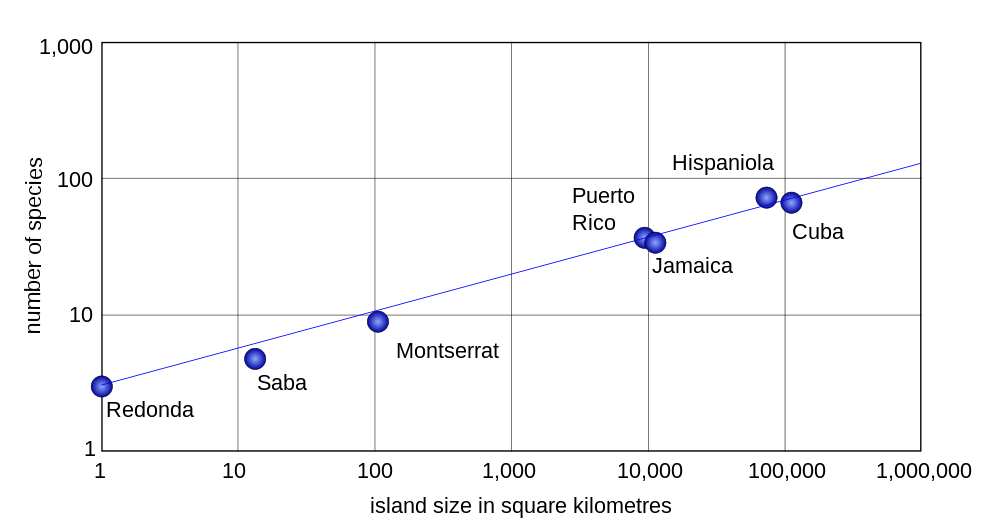 1,000
100
10
1
number of species
Hispaniola
Puerto
Rico
Cuba
Jamaica
Montserrat
Saba
Redonda
1
10
100
1,000
10,000
100,000
1,000,000
island size in square kilometres